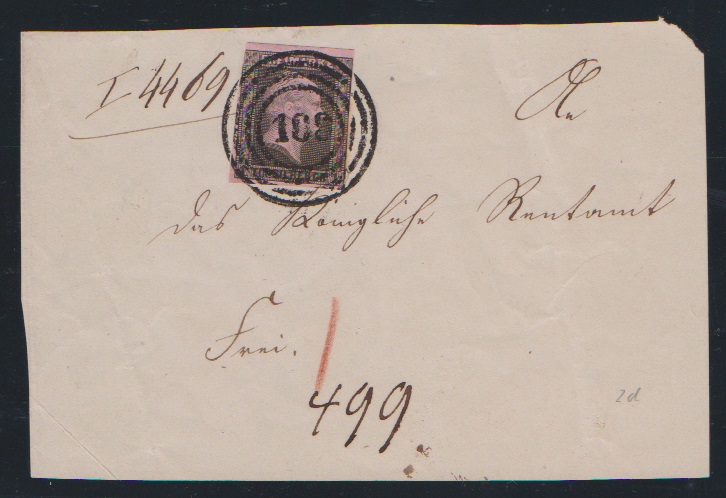 I 4469
An
das Königliche Rentamt
Frei.
499
2d